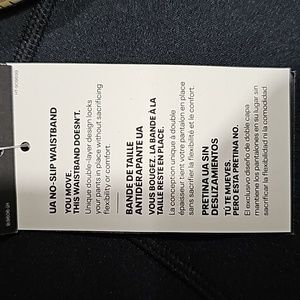 UA NO-SLIP WAISTBAND
YOU MOVE.
THIS WAISTBAND DOESN'T.
Unique double-layer design locks
your pants in place without sacrificing
flexibility or comfort.
BANDE DE TAILLE
ANTIDÉRAPANTE UA
VOUS BOUGEZ. LA BANDE À LA
TAILLE RESTE EN PLACE.
La conception unique à double
épaisseur tient votre pantalon en place
sans sacrifier la flexibilité et le confort.
PRETINA UA SIN
DESLIZAMIENTOS
TÚ TE MUEVES.
PERO ESTA PRETINA NO.
El exclusivo diseño de doble capa
mantiene los pantalones en su lugar sin
sacrificar la flexibilidad ni la comodidad.